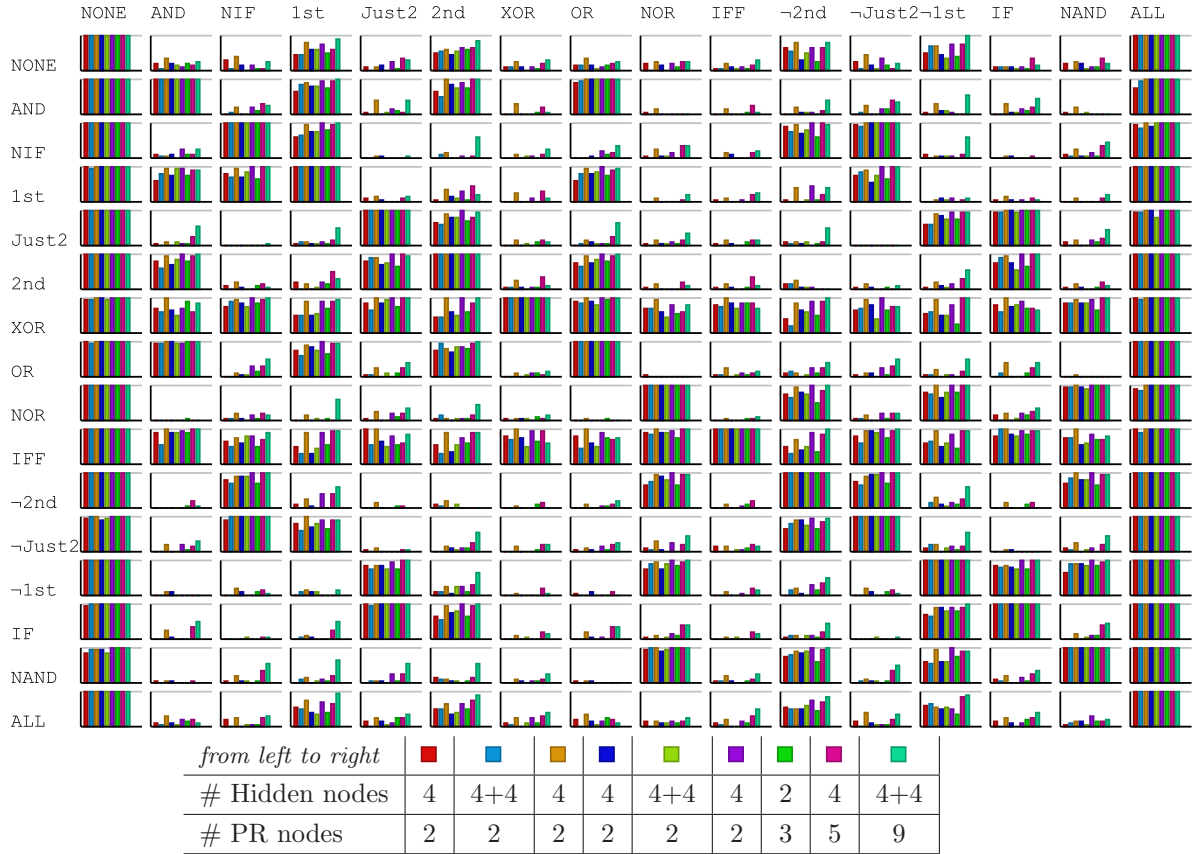 NONE AND NIF 1st Just2 2nd XOR OR NOR IFF ¬2nd ¬Just2 ¬1st IF NAND ALL
NONE
AND
NIF
1st
Just2
2nd
XOR
OR
NOR
IFF
¬2nd
¬Just2
¬1st
IF
NAND
ALL
from left to right
# Hidden nodes 4 4+4 4 4 4+4 4 2 4 4+4
# PR nodes 2 2 2 2 2 2 3 5 9